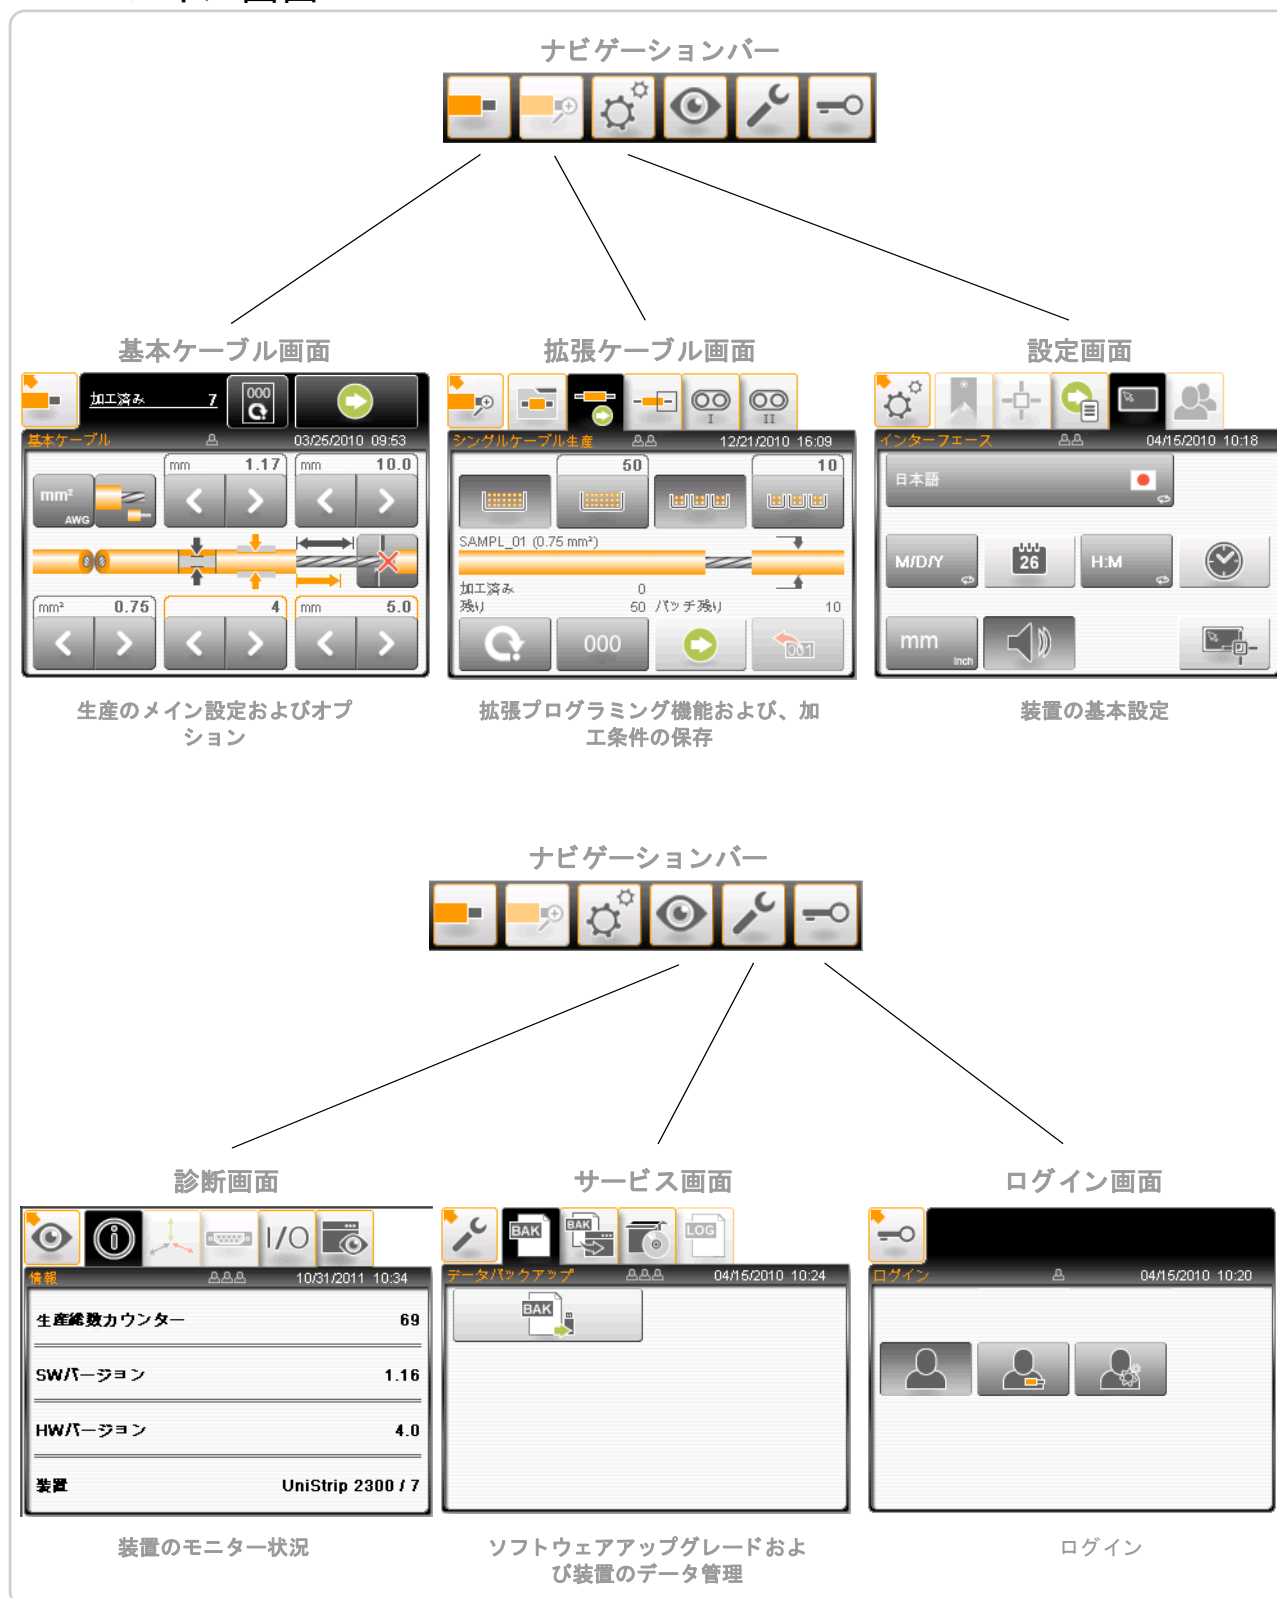 ナビゲーションバー
基本ケーブル画面
拡張ケーブル画面
設定画面
加工済み 7
000
基本ケーブル
03/25/2010 09:53
mm 1.17
mm 10.0
mm²
AWG
mm² 0.75
4
mm 5.0
I
II
シングルケーブル生産
12/21/2010 16:09
50
10
SAMPL_01 (0.75 mm²)
加工済み 0
残り 50 バッチ残り 10
000
001
インターフェース
04/15/2010 10:18
日本語
M/D/Y
26
H:M
mm
Inch
生産のメイン設定およびオプ
ション
拡張プログラミング機能および、加
工条件の保存
装置の基本設定
ナビゲーションバー
診断画面
サービス画面
ログイン画面
I/O
情報
10/31/2011 10:34
生産総数カウンター 69
SWバージョン 1.16
HWバージョン 4.0
装置 UniStrip 2300 / 7
BAK
BAK
LOG
データバックアップ
04/15/2010 10:24
BAK
ログイン
04/15/2010 10:20
装置のモニター状況
ソフトウェアアップグレードおよ
び装置のデータ管理
ログイン